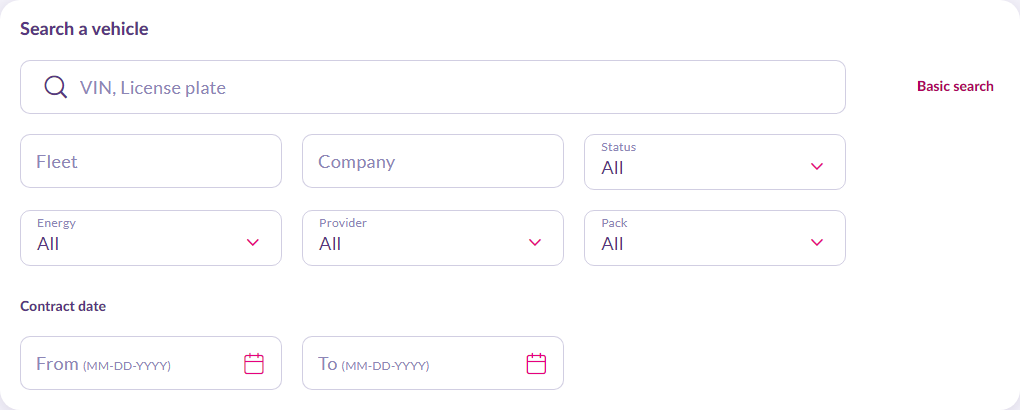 Search a vehicle
VIN, License plate
Basic search
Fleet
Company
Status
All
Energy
All
Provider
All
Pack
All
Contract date
From (MM-DD-YYYY)
To (MM-DD-YYYY)